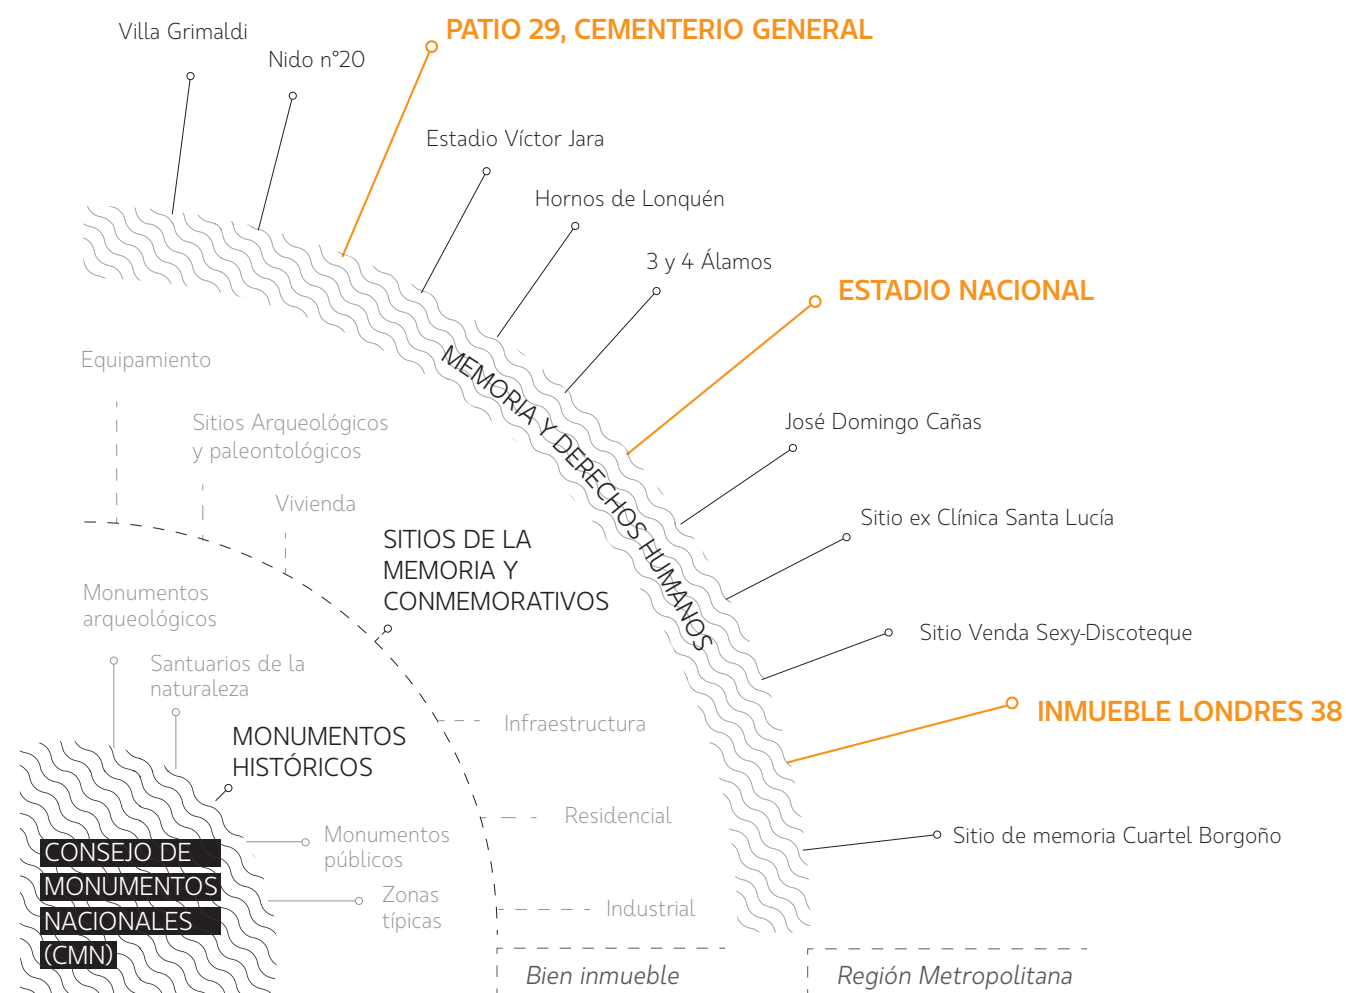 Villa Grimaldi
Nido n°20
PATIO 29, CEMENTERIO GENERAL
Estadio Víctor Jara
Hornos de Lonquén
3 y 4 Álamos
ESTADIO NACIONAL
José Domingo Cañas
Sitio ex Clínica Santa Lucía
Sitio Venda Sexy-Discoteque
INMUEBLE LONDRES 38
Sitio de memoria Cuartel Borgoño
MEMORIA Y DERECHOS HUMANOS
Equipamiento
Sitios Arqueológicos
y paleontológicos
Vivienda
SITIOS DE LA
MEMORIA Y
CONMEMORATIVOS
Infraestructura
Residencial
Industrial
Monumentos
arqueológicos
Santuarios de la
naturaleza
MONUMENTOS
HISTÓRICOS
Monumentos
públicos
Zonas
típicas
CONSEJO DE
MONUMENTOS
NACIONALES
(CMN)
Bien inmueble
Región Metropolitana